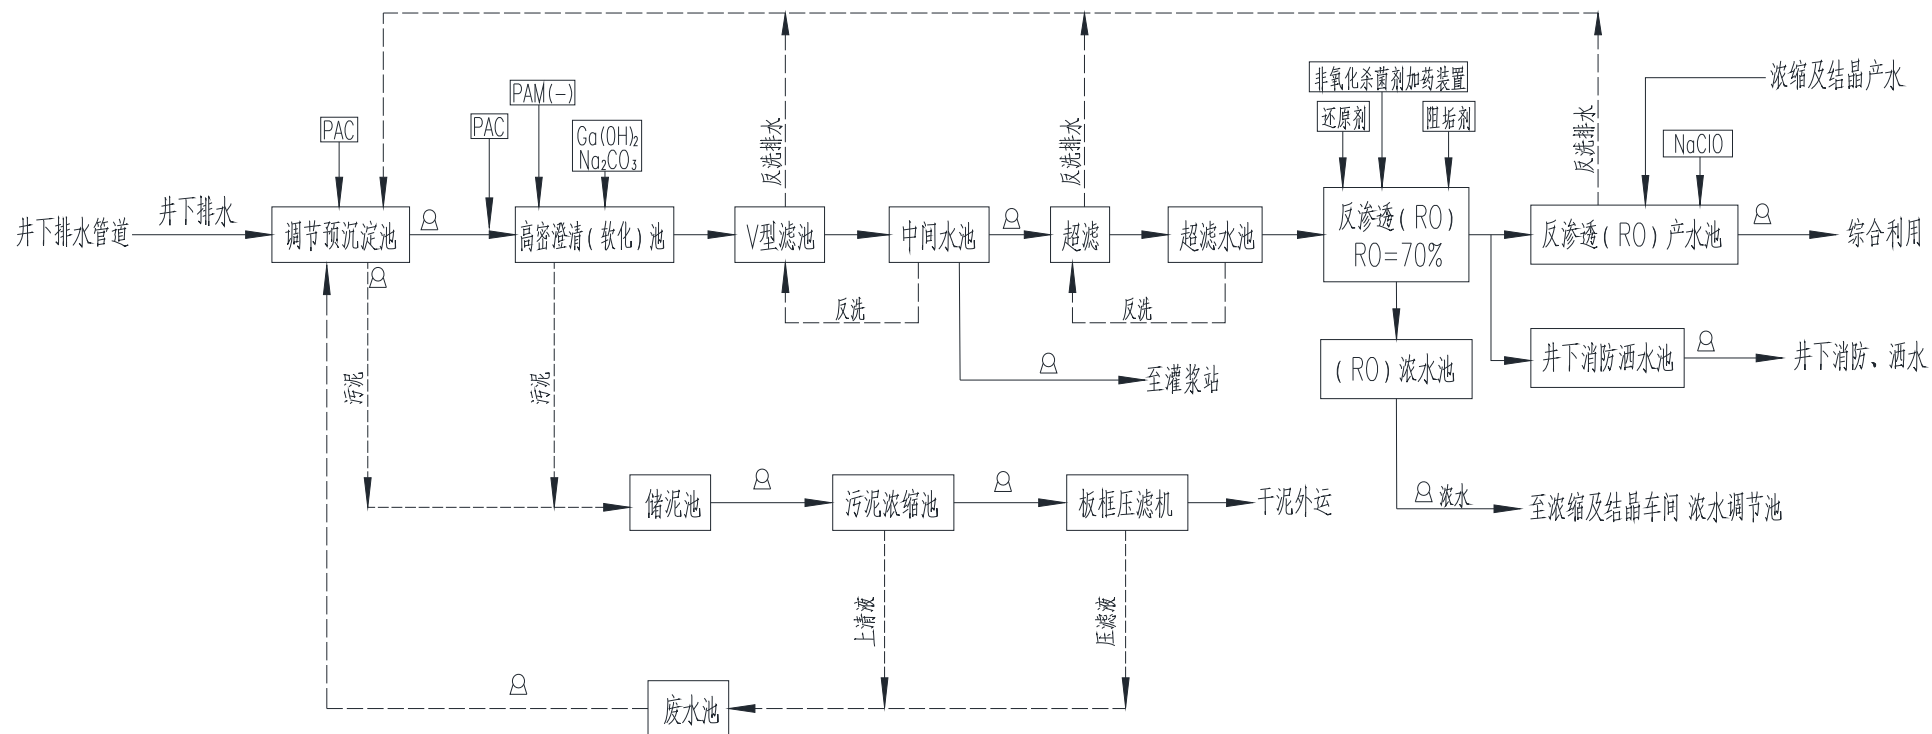 非氧化杀菌剂加药装置
浓缩及结晶产水
PAM(-)
还原剂
阻垢剂
PAC
PAC
Ga(OH)₂
Na₂CO₃
反洗排水
反洗排水
反洗排水
NaClO
井下排水管道
井下排水
调节预沉淀池
高密澄清(软化)池
V型滤池
中间水池
超滤
超滤水池
反渗透(RO)
RO=70%
反渗透(RO)产水池
综合利用
反洗
反洗
污泥
污泥
至灌浆站
(RO)浓水池
井下消防洒水池
井下消防、洒水
储泥池
污泥浓缩池
板框压滤机
干泥外运
浓水
至浓缩及结晶车间 浓水调节池
上清液
压滤液
废水池